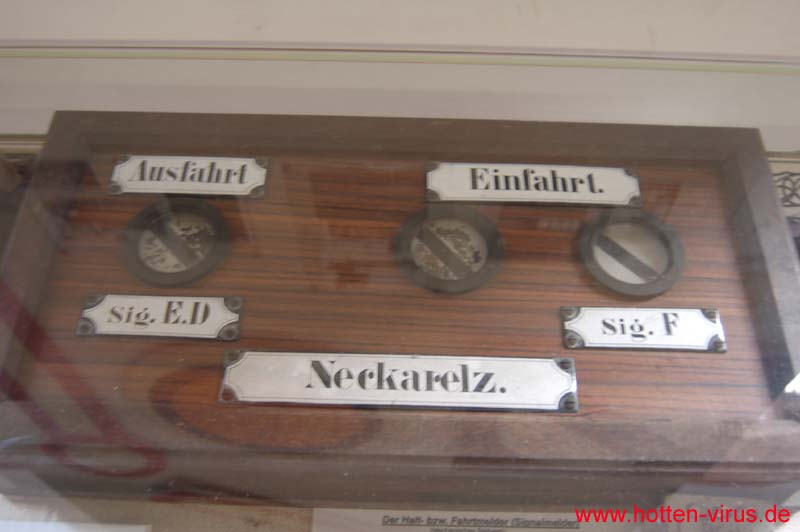 Ausfahrt
Einfahrt.
Sig. E.D
Sig. F
Neckarelz.
Der Halt- bzw. Fahrtmelder (Signalmelder)
www.hotten-virus.de